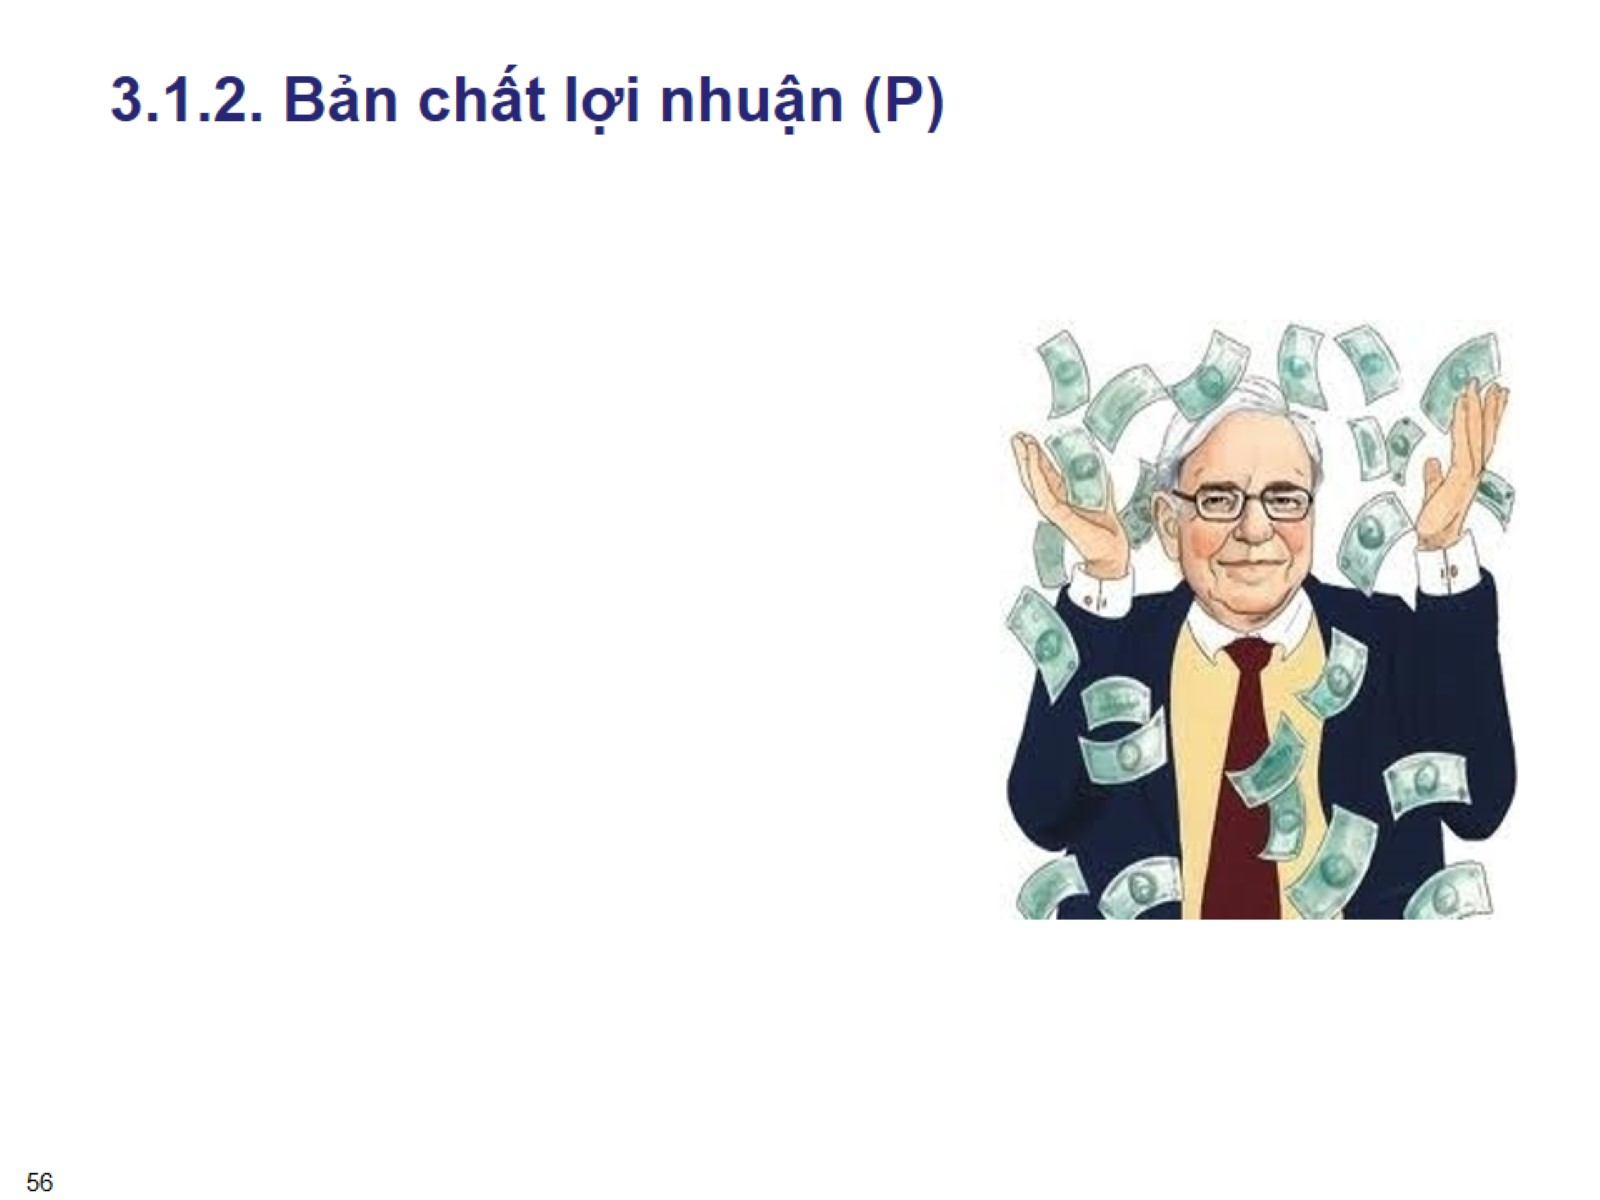 3.1.2. Bản chất lợi nhuận (P)
56